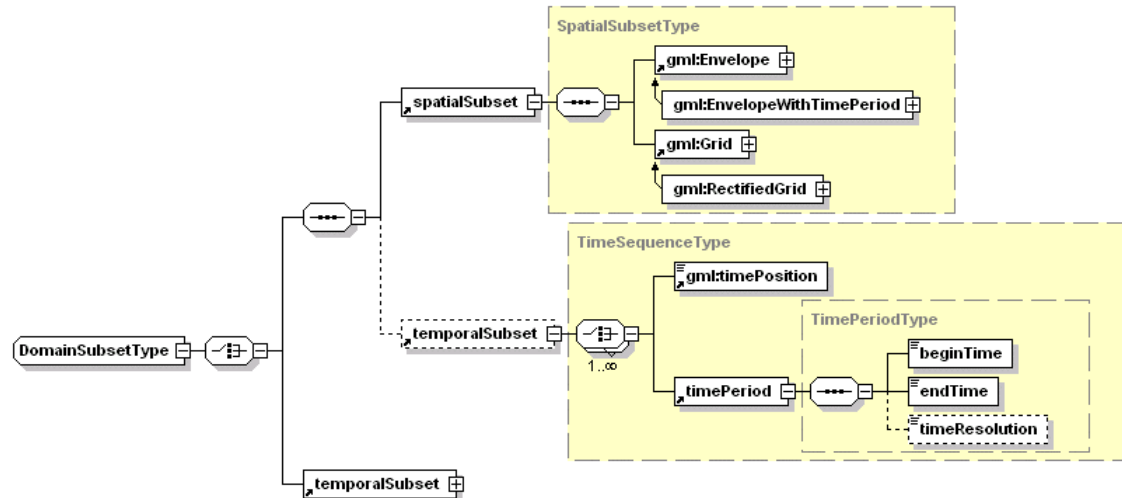 SpatialSubsetType
gml:Envelope
spatialSubset
gml:EnvelopeWithTimePeriod
gml:Grid
gml:RectifiedGrid
TimeSequenceType
gml:timePosition
TimePeriodType
temporalSubset
DomainSubsetType
beginTime
1..∞
timePeriod
endTime
timeResolution
temporalSubset